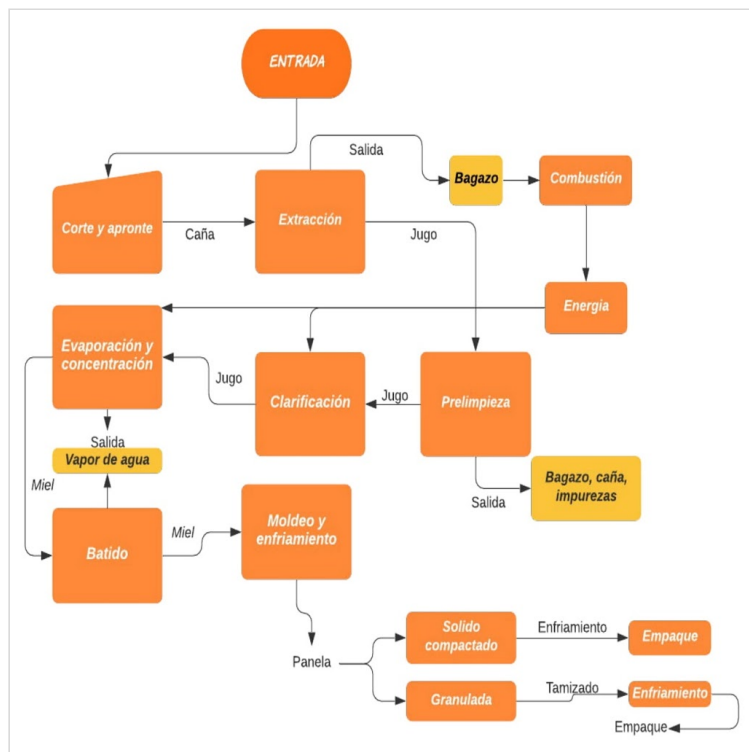 ENTRADA
Salida
Bagazo
Combustión
Corte y apronte
Caña
Extracción
Jugo
Energia
Evaporación y
concentración
Jugo
Clarificación
Jugo
Prelimpieza
Salida
Vapor de agua
Miel
Salida
Bagazo, caña,
impurezas
Batido
Miel
Moldeo y
enfriamiento
Panela
Solido
compactado
Enfriamiento
Empaque
Granulada
Tamizado
Enfriamiento
Empaque